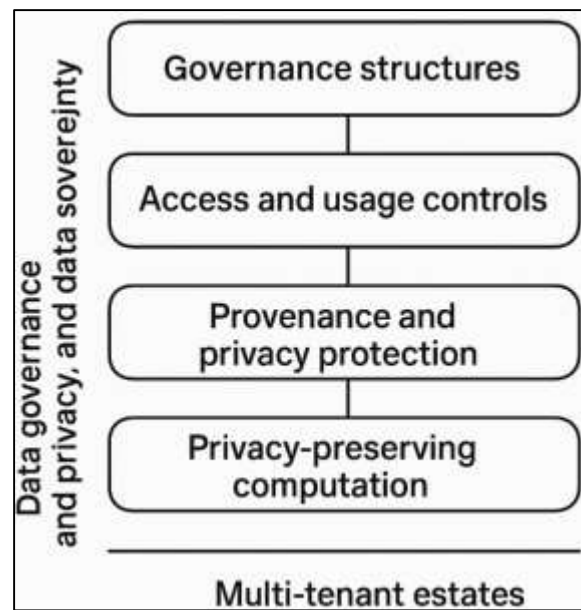 Data governance
and privacy, and data soverejnty
Governance structures
Access and usage controls
Provenance and
privacy protection
Privacy-preserving
computation
Multi-tenant estates